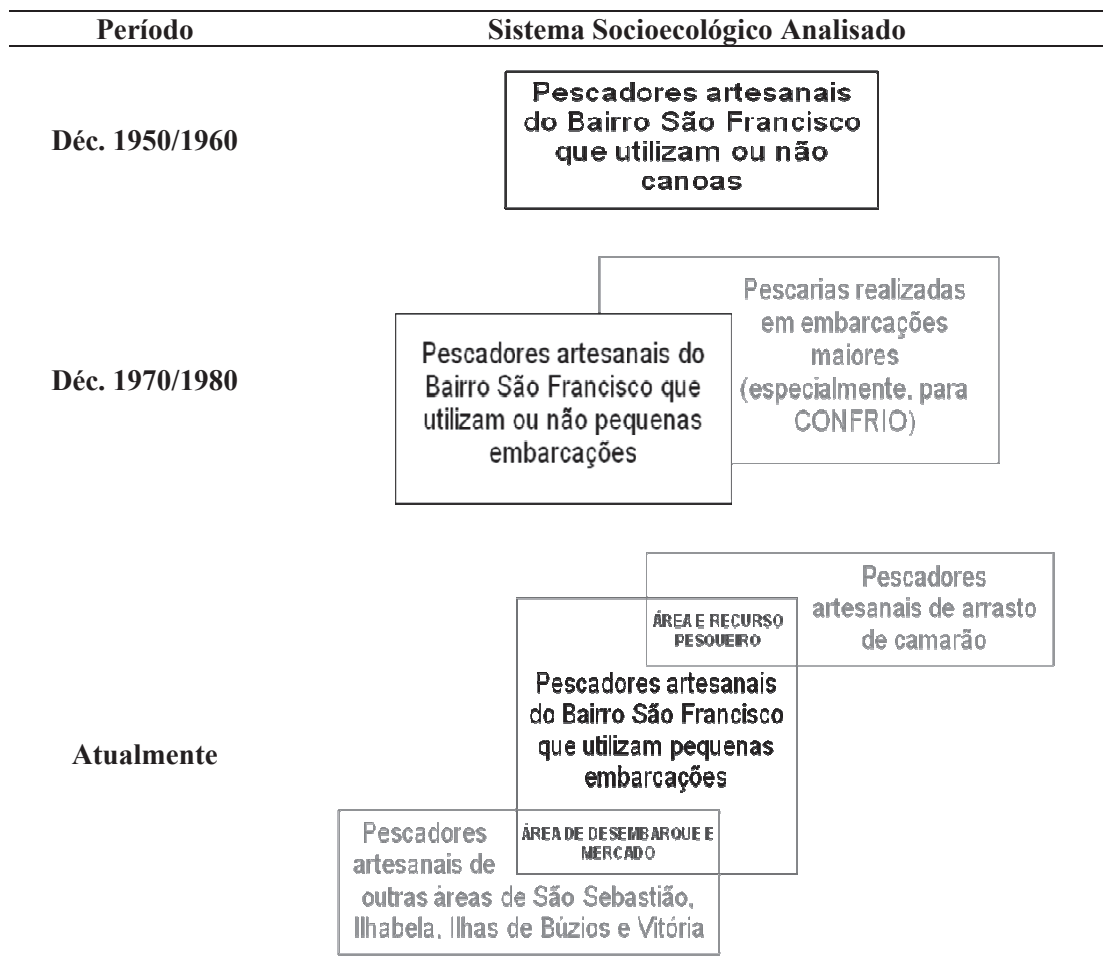 Período
Sistema Socioecológico Analisado
Déc. 1950/1960
Pescadores artesanais
do Bairro São Francisco
que utilizam ou não
canoas
Déc. 1970/1980
Pescadores artesanais do
Bairro São Francisco que
utilizam ou não pequenas
embarcações
Pescarias realizadas
em embarcações
maiores
(especialmente, para
CONFRIO)
Atualmente
Pescadores
artesanais de arrasto
de camarão
ÁREA E RECURSO
PESQUEIRO
Pescadores artesanais
do Bairro São Francisco
que utilizam pequenas
embarcações
ÁREA DE DESEMBARQUE E
MERCADO
Pescadores
artesanais de
outras áreas de São Sebastião,
Ilhabela, Ilhas de Búzios e Vitória